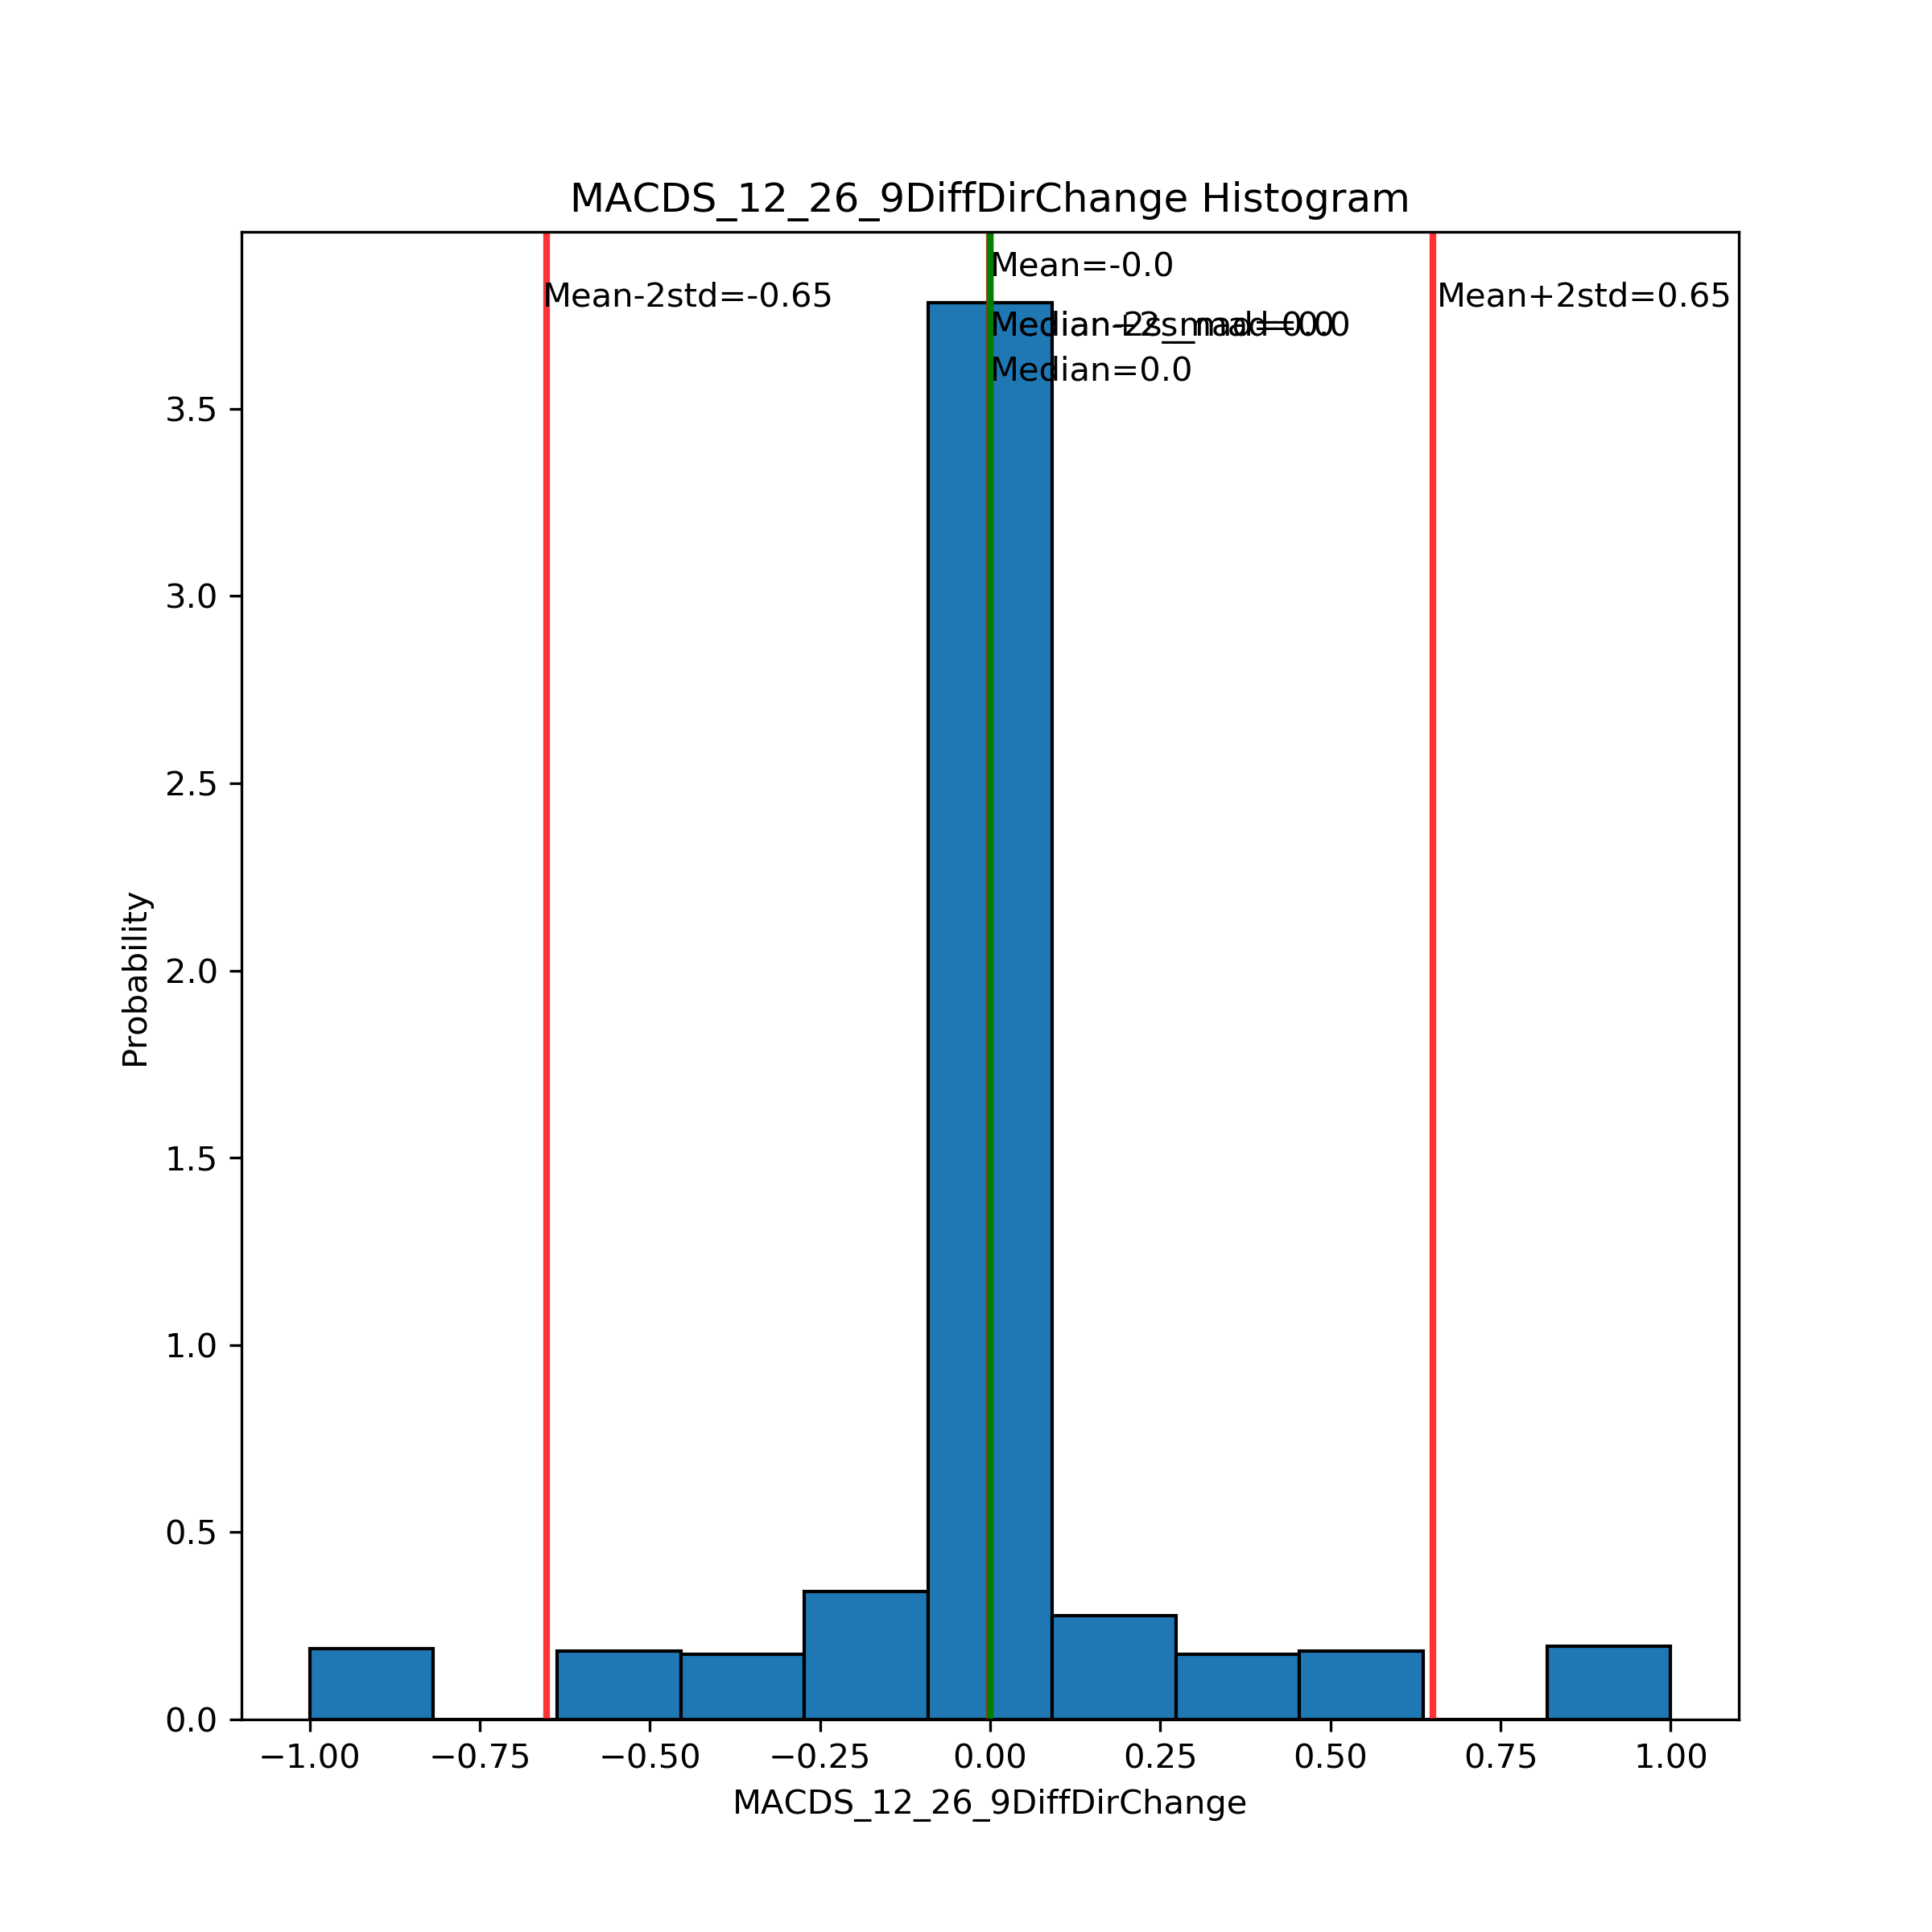 MACDS_12_26_9DiffDirChange Histogram
Mean=-0.0
Mean-2std=-0.65
Mean+2std=0.65
Median=0.0
3.5
3.0
2.5
2.0
1.5
1.0
0.5
0.0
Probability
−1.00 −0.75 −0.50 −0.25 0.00 0.25 0.50 0.75 1.00
MACDS_12_26_9DiffDirChange